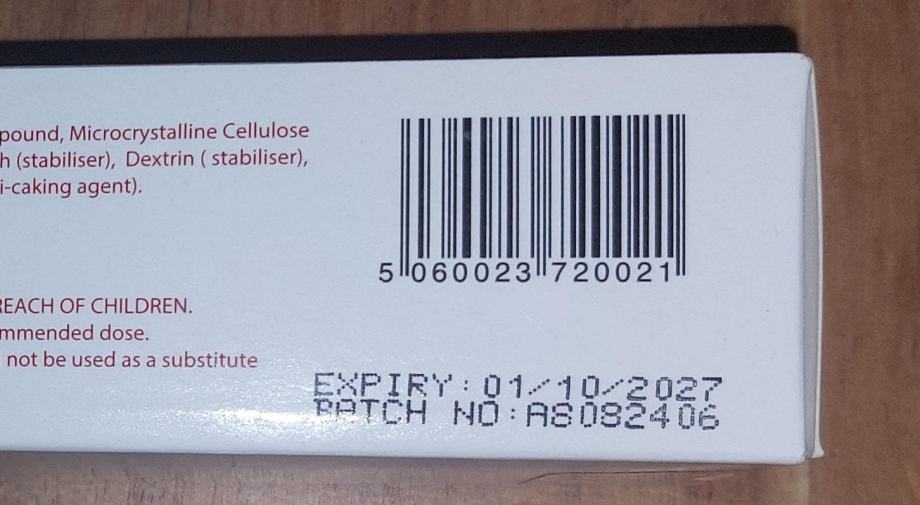 pound, Microcrystalline Cellulose
h (stabiliser), Dextrin ( stabiliser),
i-caking agent).
REACH OF CHILDREN.
mmended dose.
not be used as a substitute
5 060023 720021
EXPIRY: 01/10/2027
BATCH NO: A8082406